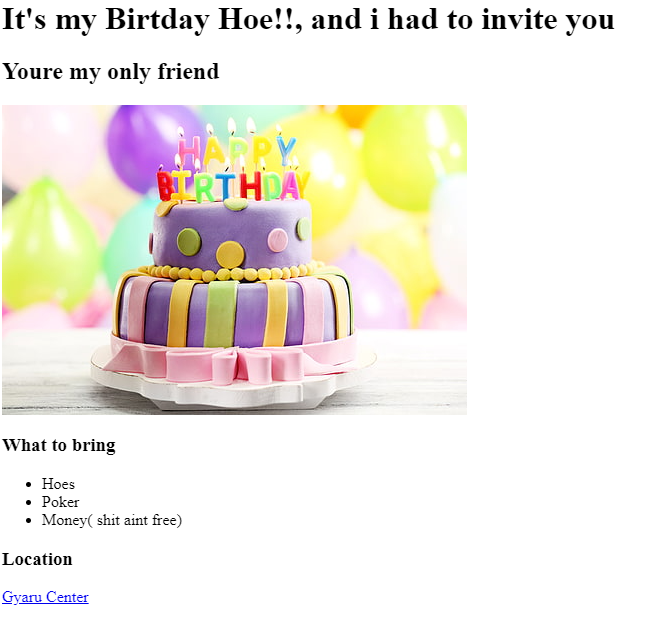 It's my Birtday Hoe!!, and i had to invite you
Youre my only friend
HAPPY
BIRTHDAY
What to bring
Hoes
Poker
Money( shit aint free)
Location
Gyaru Center